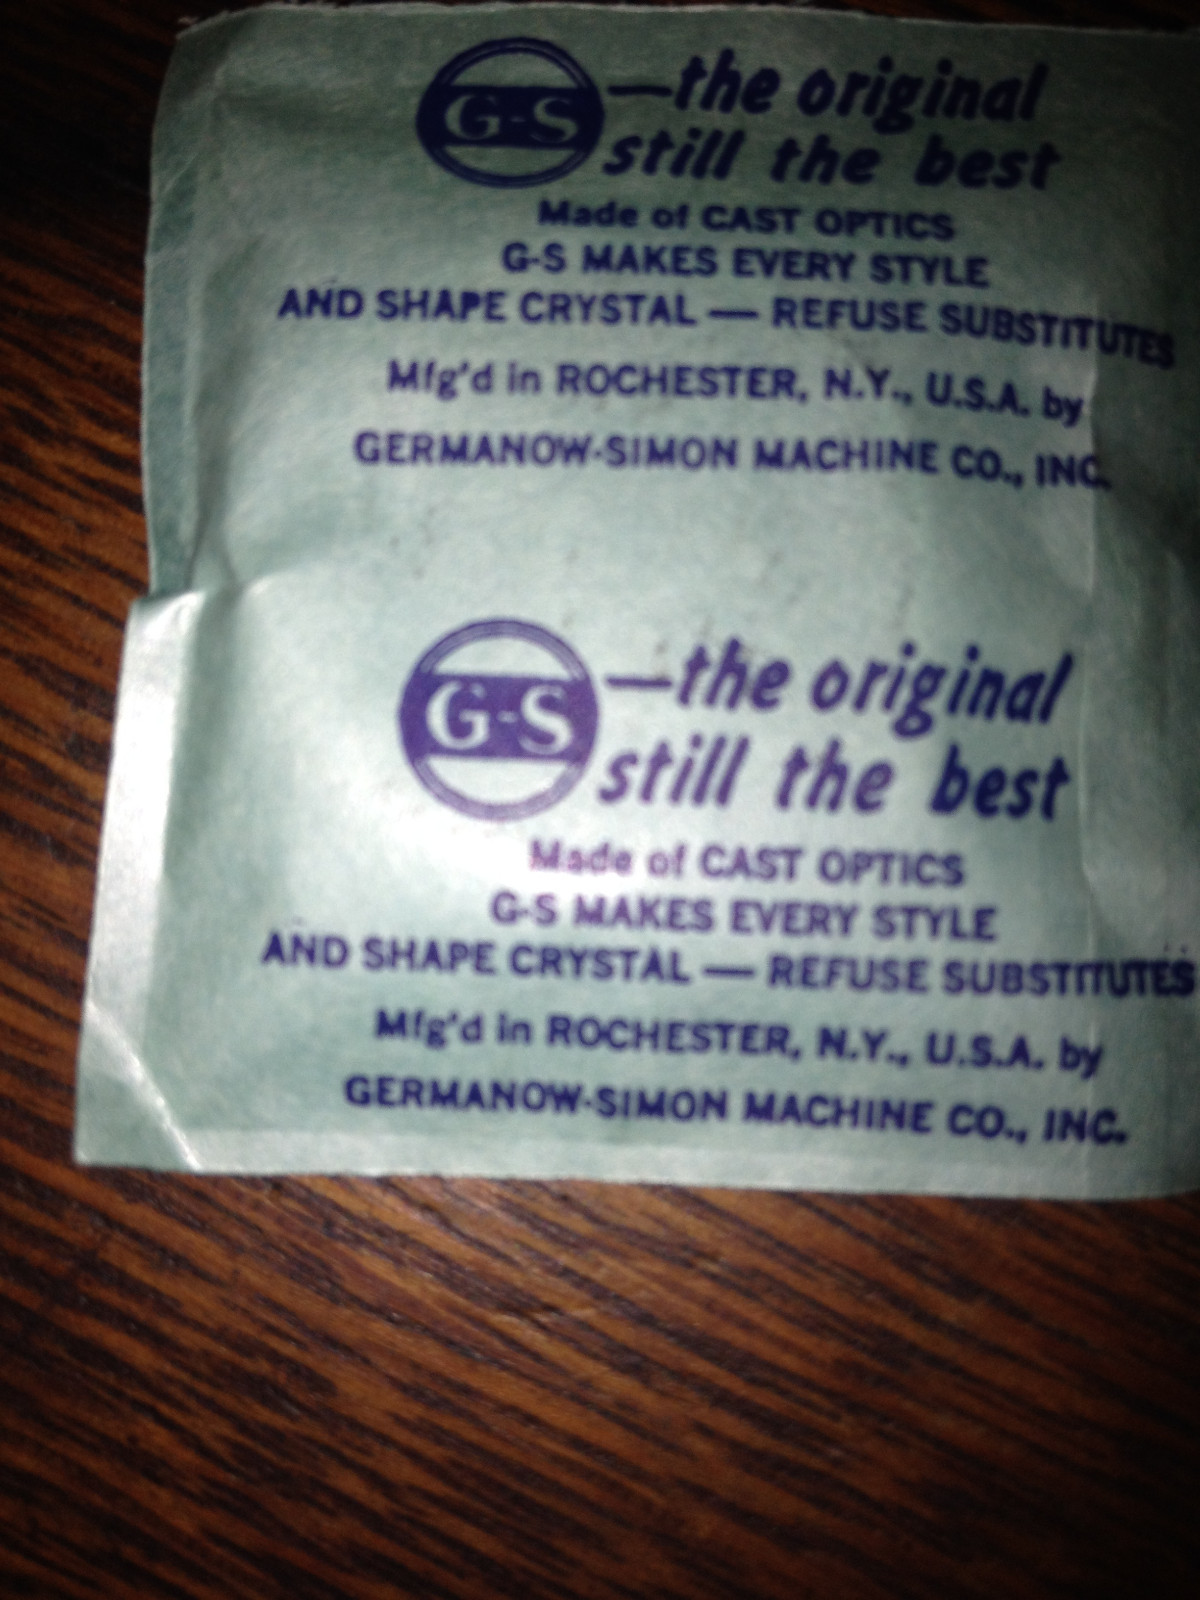 G-S —the original
still the best
Made of CAST OPTICS
G-S MAKES EVERY STYLE
AND SHAPE CRYSTAL — REFUSE SUBSTITUTES
Mfg'd in ROCHESTER, N.Y., U.S.A. by
GERMANOW-SIMON MACHINE CO., INC.
G-S —the original
still the best
Made of CAST OPTICS
G-S MAKES EVERY STYLE
AND SHAPE CRYSTAL — REFUSE SUBSTITUTES
Mfg'd in ROCHESTER, N.Y., U.S.A. by
GERMANOW-SIMON MACHINE CO., INC.